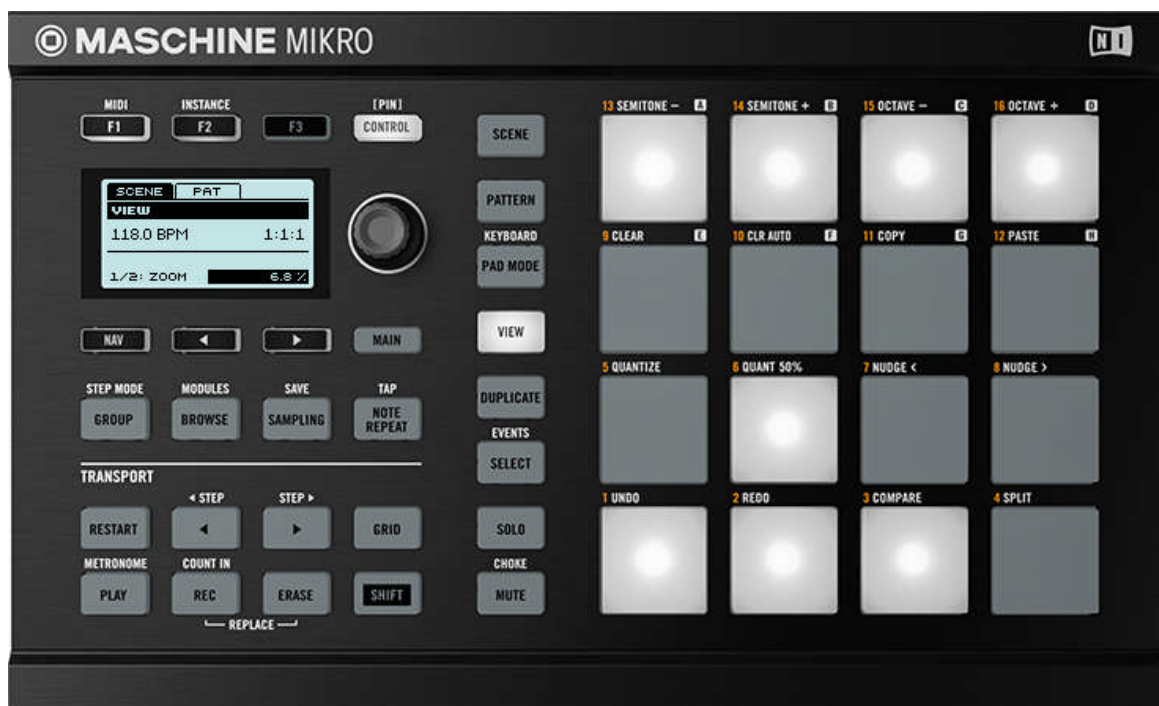 MASCHINE MIKRO
NI
MIDI INSTANCE [PIN]
F1 F2 F3 CONTROL
SCENE PAT
VIEW
118.0 BPM 1:1:1
1/2: ZOOM 6.8 %
NAV MAIN
STEP MODE MODULES SAVE TAP
GROUP BROWSE SAMPLING NOTE REPEAT
TRANSPORT
◀ STEP STEP ▶
RESTART ◀ ▶ GRID
METRONOME COUNT IN
PLAY REC ERASE SHIFT
REPLACE
SCENE
PATTERN
KEYBOARD
PAD MODE
VIEW
DUPLICATE
EVENTS
SELECT
SOLO
CHOKE
MUTE
13 SEMITONE – A 14 SEMITONE + B 15 OCTAVE – C 16 OCTAVE + D
9 CLEAR E 10 CLR AUTO F 11 COPY G 12 PASTE H
5 QUANTIZE 6 QUANT 50% 7 NUDGE < 8 NUDGE >
1 UNDO 2 REDO 3 COMPARE 4 SPLIT